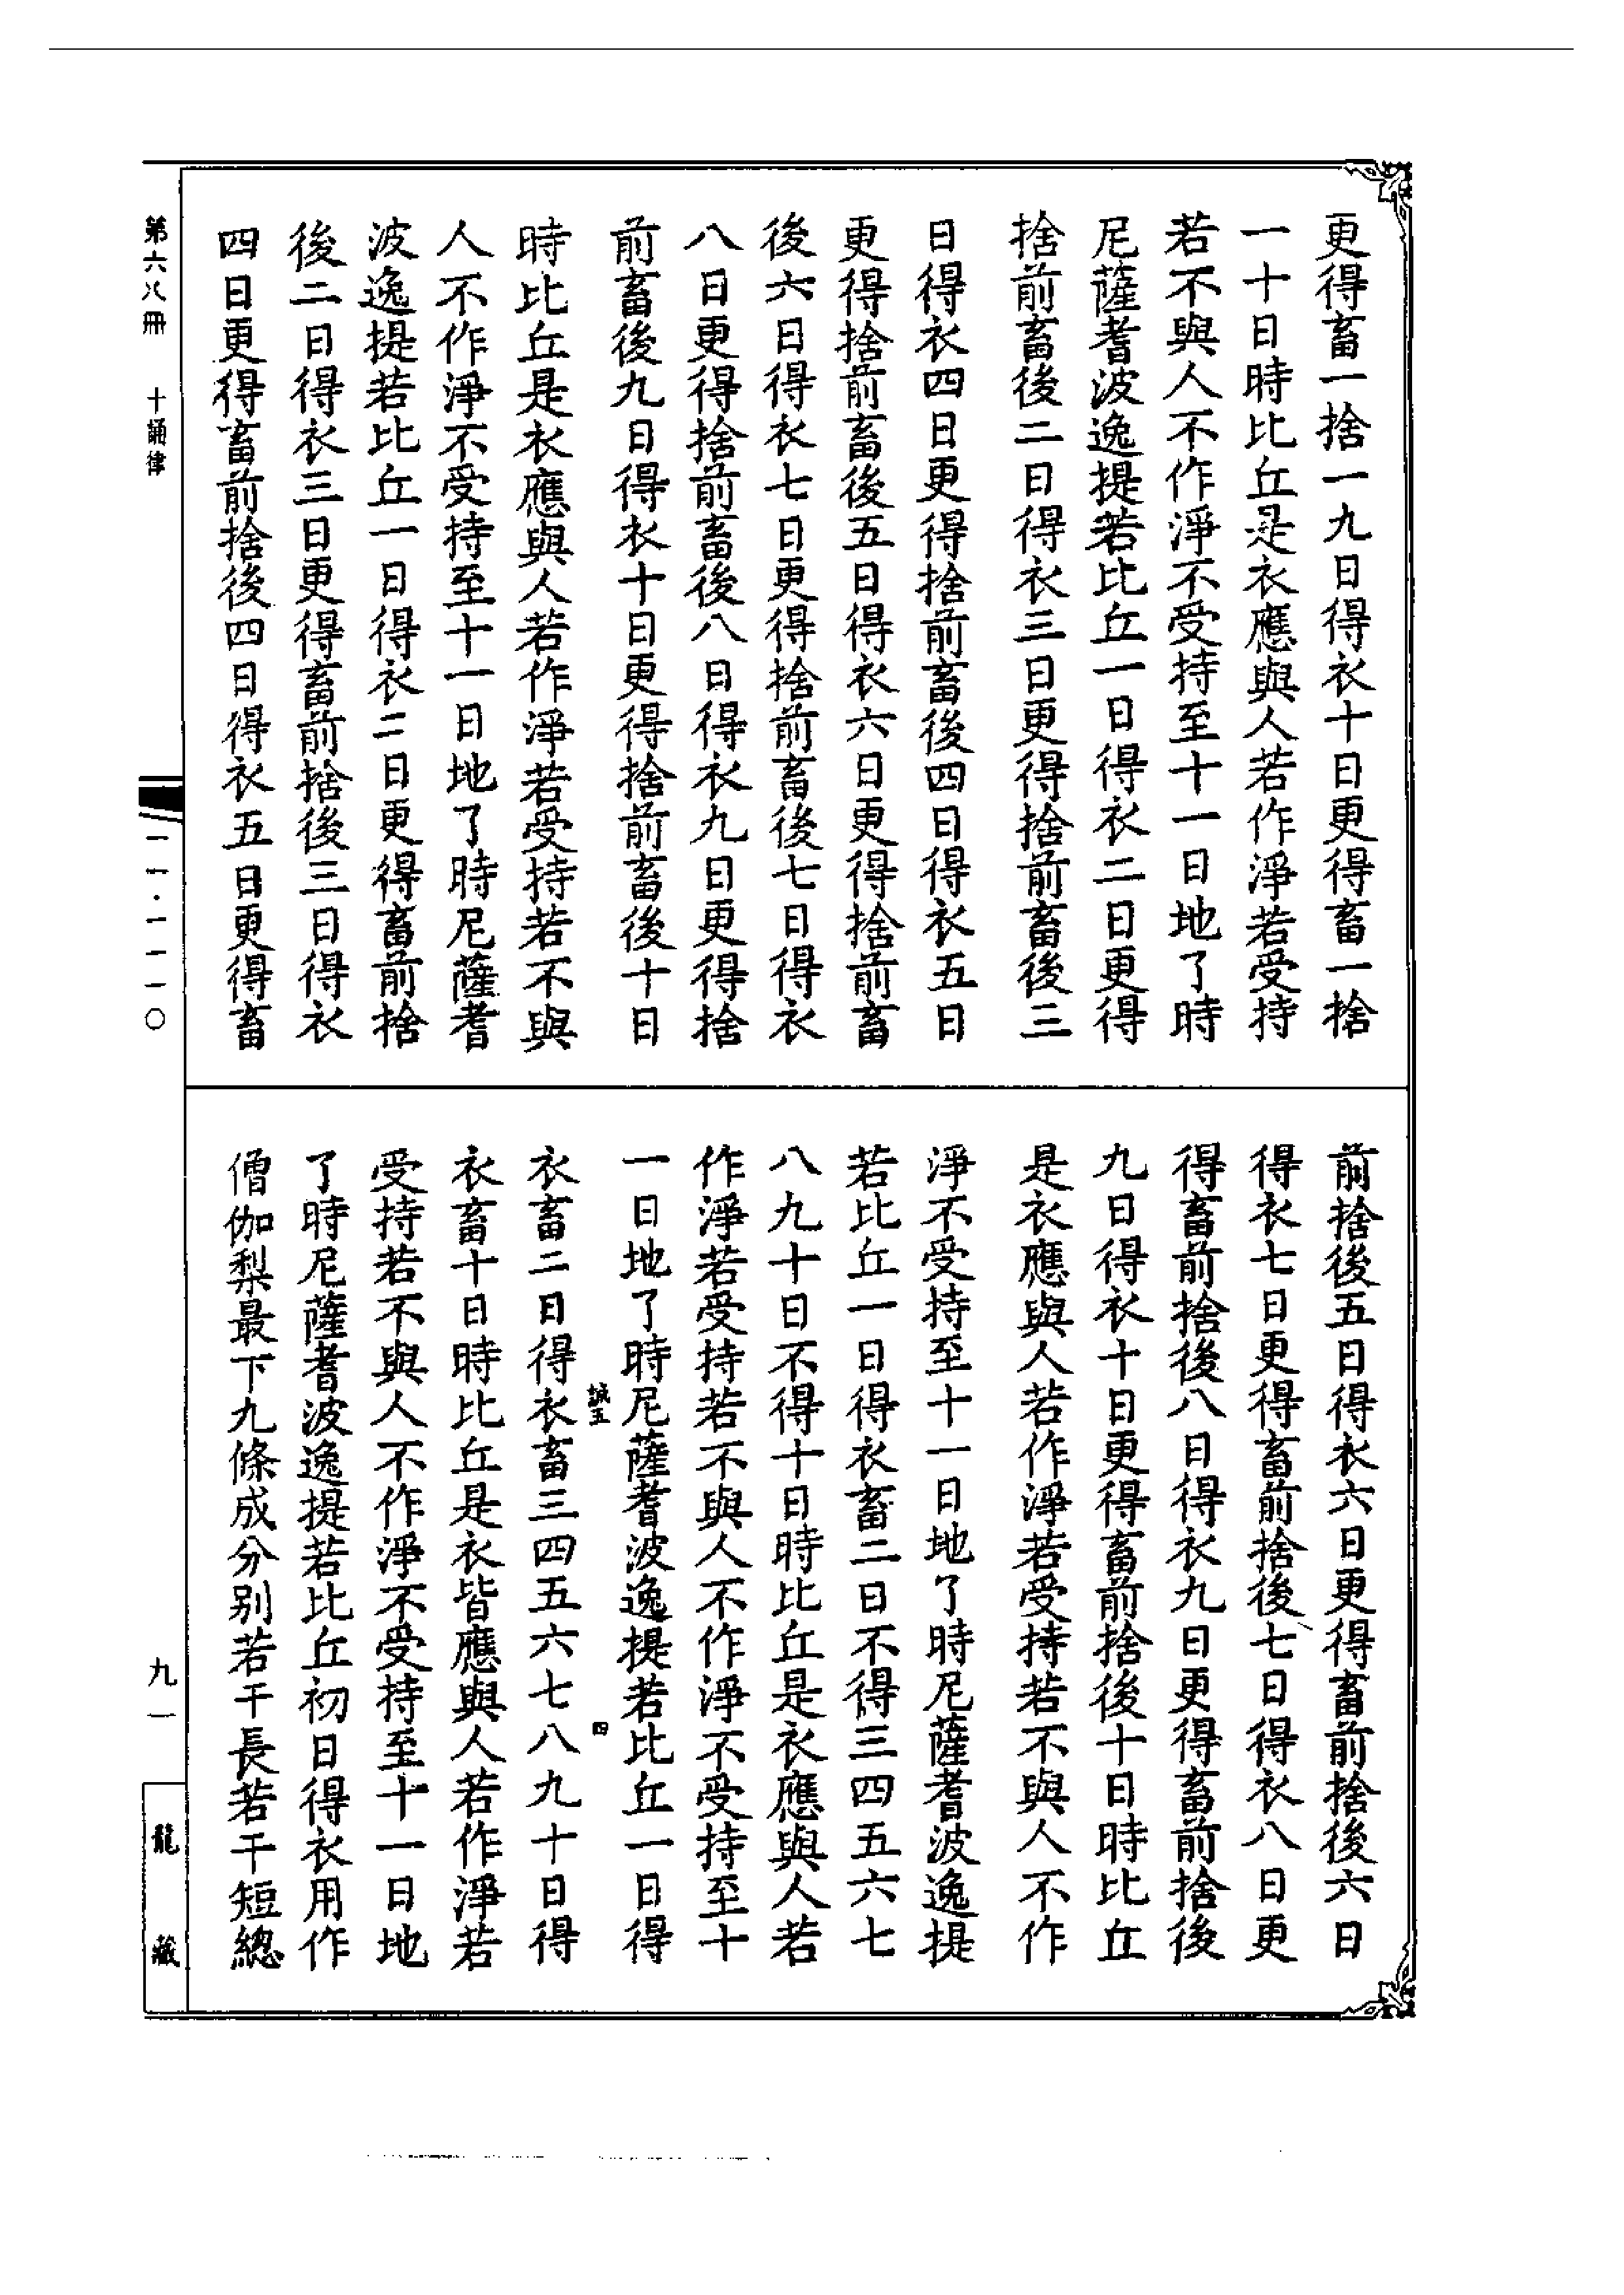 更得畜一捨一九日得衣十日更得畜一捨
一十日時比丘是衣應與人若作淨若受持
若不與人不作淨不受持至十一日地了時
尼薩耆波逸提若比丘一日得衣二日更得
捨前畜後二日得衣三日更得捨前畜後三
日得衣四日更得捨前畜後四日得衣五日
更得捨前畜後五日得衣六日更得捨前畜
後六日得衣七日更得捨前畜後七日得衣
八日更得捨前畜後八日得衣九日更得捨
前畜後九日得衣十日更得捨前畜後十日
時比丘是衣應與人若作淨若受持若不與
人不作淨不受持至十一日地了時尼薩耆
波逸提若比丘一日得衣二日更得畜前捨
後二日得衣三日更得畜前捨後三日得衣
四日更得畜前捨後四日得衣五日更得畜
前捨後五日得衣六日更得畜前捨後六日
得衣七日更得畜前捨後七日得衣八日更
得畜前捨後八日得衣九日更得畜前捨後
九日得衣十日更得畜前捨後十日時比丘
是衣應與人若作淨若受持若不與人不作
淨不受持至十一日地了時尼薩耆波逸提
若比丘一日得衣畜二日不得三四五六七
八九十日不得十日時比丘是衣應與人若
作淨若受持若不與人不作淨不受持至十
一日地了時尼薩耆波逸提若比丘一日得
誠五 四
衣畜二日得衣畜三四五六七八九十日得
衣畜十日時比丘是衣皆應與人若作淨若
受持若不與人不作淨不受持至十一日地
了時尼薩耆波逸提若比丘初日得衣用作
僧伽梨最下九條成分別若干長若干短總
第六八冊 十誦律 一一·一一一〇 九一 龍藏